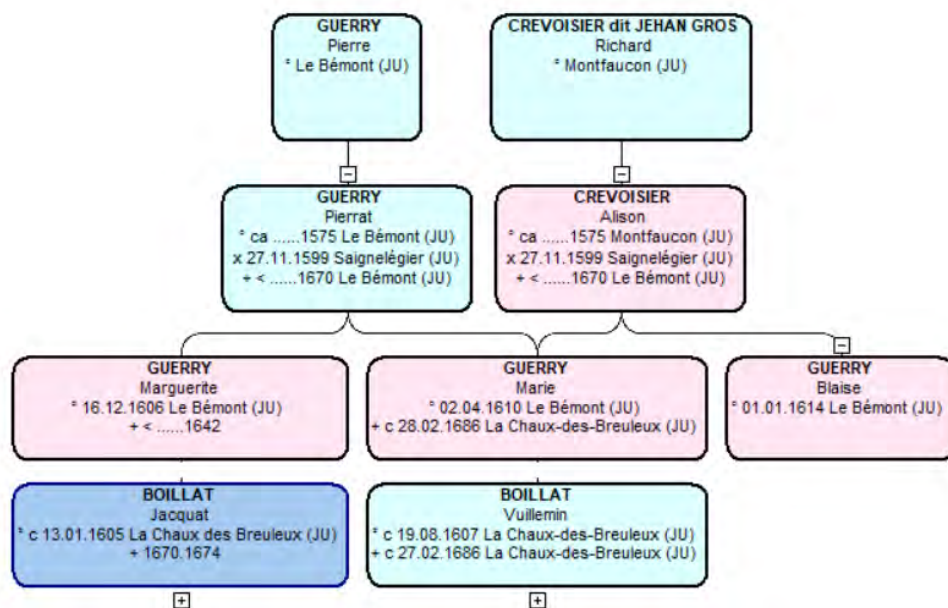 GUERRY
Pierre
° Le Bémont (JU)
CREVOISIER dit JEHAN GROS
Richard
° Montfaucon (JU)
GUERRY
Pierrat
° ca ......1575 Le Bémont (JU)
x 27.11.1599 Saignelégier (JU)
+ < ......1670 Le Bémont (JU)
CREVOISIER
Alison
° ca ......1575 Montfaucon (JU)
x 27.11.1599 Saignelégier (JU)
+ < ......1670 Le Bémont (JU)
GUERRY
Marguerite
° 16.12.1606 Le Bémont (JU)
+ < ......1642
GUERRY
Marie
° 02.04.1610 Le Bémont (JU)
+ c 28.02.1686 La Chaux-des-Breuleux (JU)
GUERRY
Blaise
° 01.01.1614 Le Bémont (JU)
BOILLAT
Jacquat
° c 13.01.1605 La Chaux des Breuleux (JU)
+ 1670.1674
BOILLAT
Vuillemin
° c 19.08.1607 La Chaux-des-Breuleux (JU)
+ c 27.02.1686 La Chaux-des-Breuleux (JU)